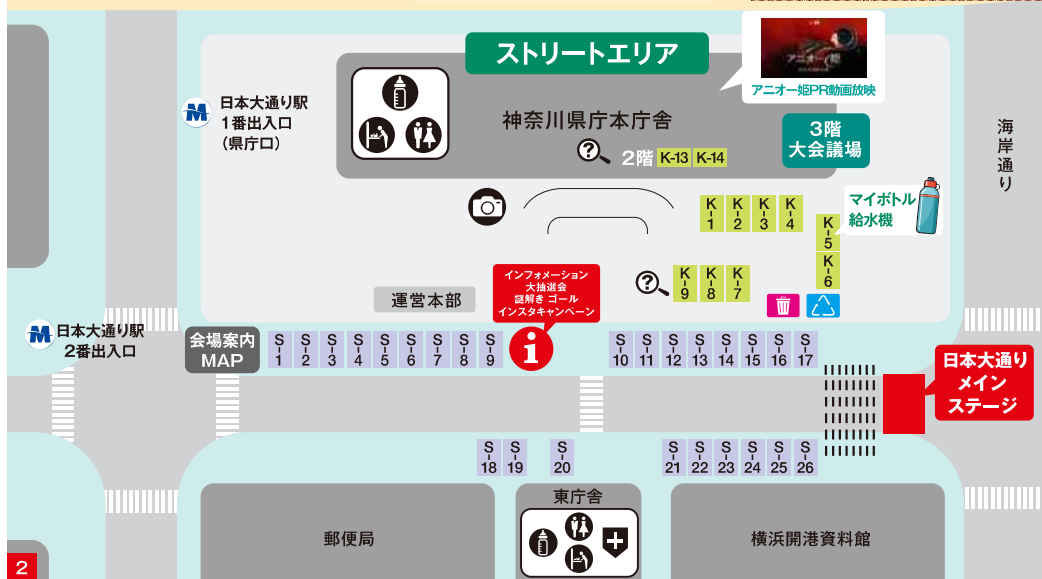 ストリートエリア
アニオー姫
アニオー姫PR動画放映
日本大通り駅
1番出入口
（県庁口）
神奈川県庁本庁舎
2階 K-13 K-14
3階
大会議場
海岸通り
マイボトル
給水機
K-1 K-2 K-3 K-4
K-5
K-6
K-9 K-8 K-7
インフォメーション
大抽選会
謎解き ゴール
インスタキャンペーン
運営本部
日本大通り駅
2番出入口
会場案内
MAP
S-1 S-2 S-3 S-4 S-5 S-6 S-7 S-8 S-9
i
S-10 S-11 S-12 S-13 S-14 S-15 S-16 S-17
日本大通り
メイン
ステージ
S-18 S-19 S-20
S-21 S-22 S-23 S-24 S-25 S-26
郵便局
東庁舎
横浜開港資料館
2